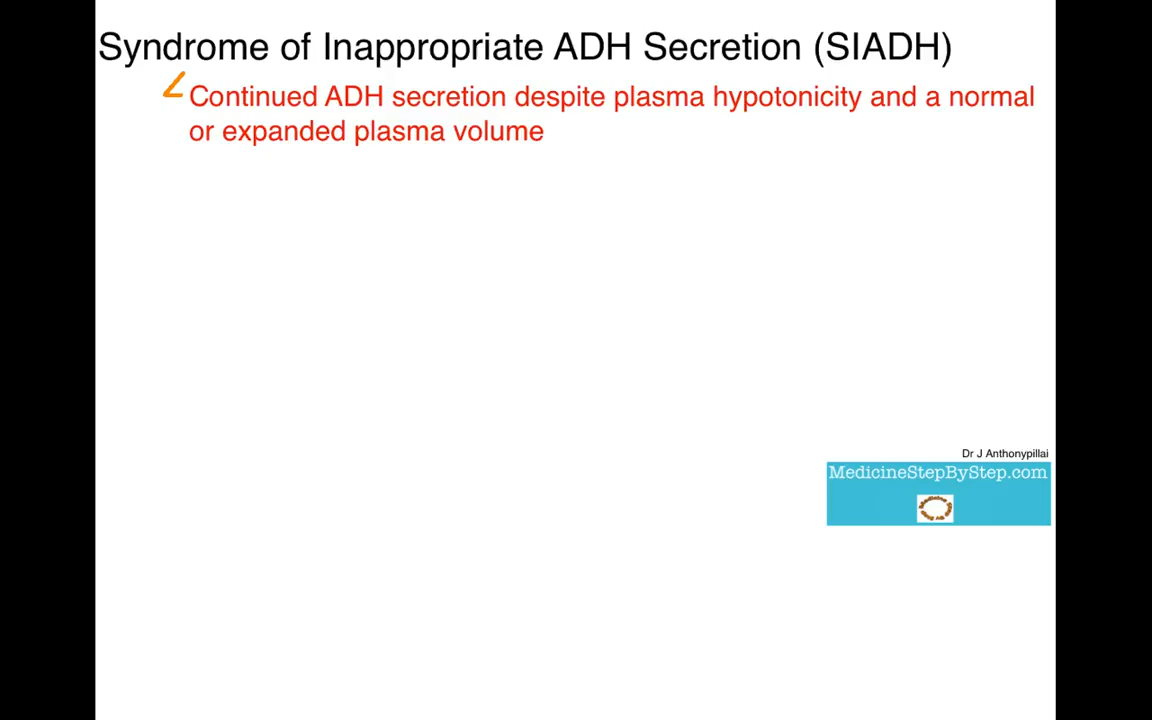 Syndrome of Inappropriate ADH Secretion (SIADH)
Continued ADH secretion despite plasma hypotonicity and a normal
or expanded plasma volume
Dr J Anthonypillai
MedicineStepByStep.com